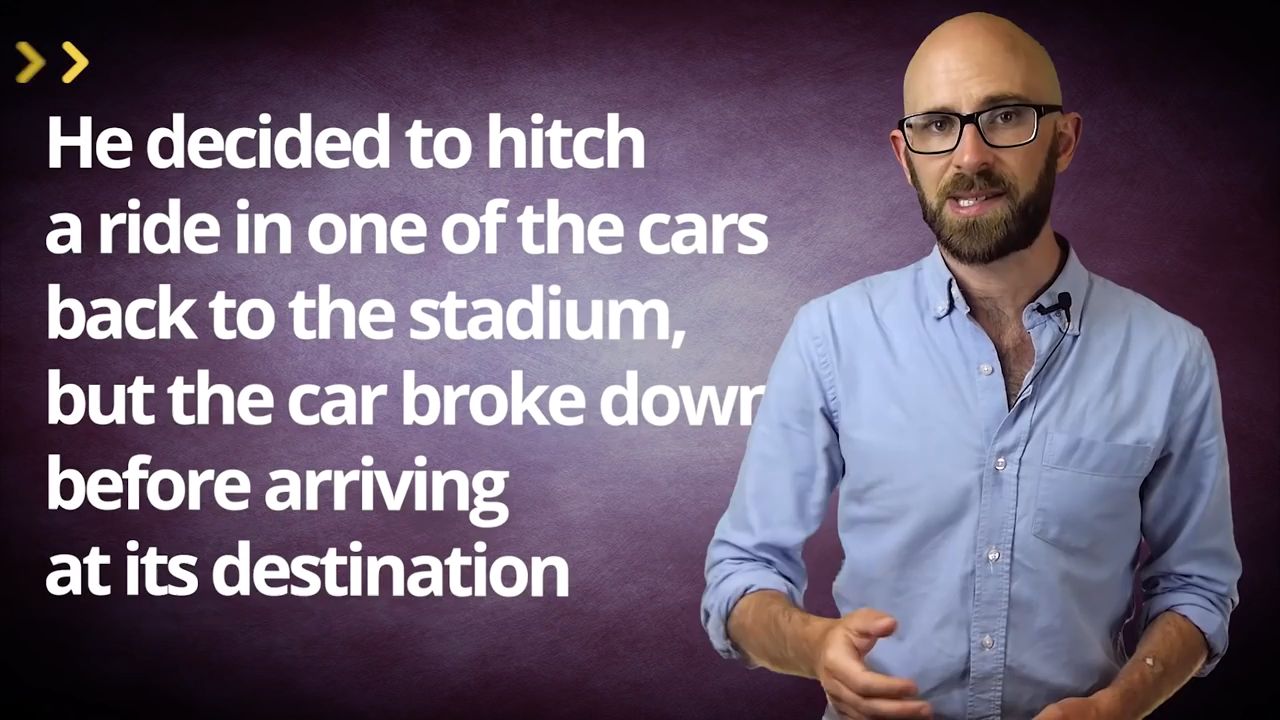 He decided to hitch
a ride in one of the cars
back to the stadium,
but the car broke down
before arriving
at its destination